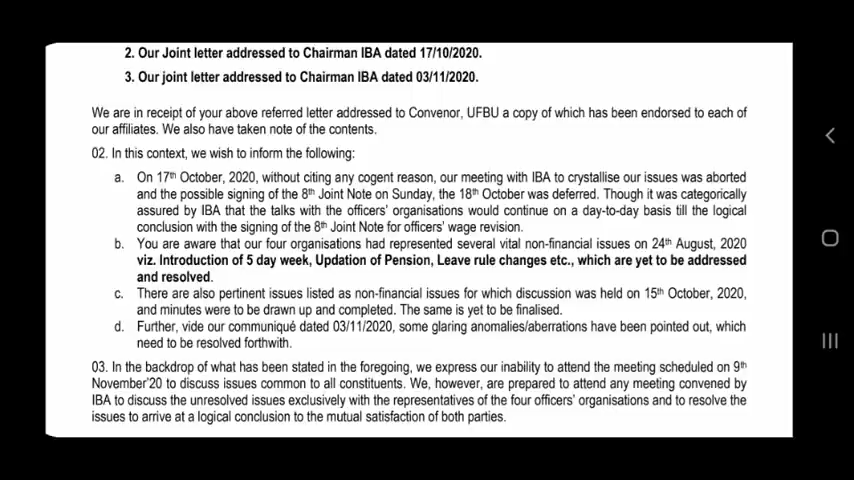 2. Our Joint letter addressed to Chairman IBA dated 17/10/2020.
3. Our joint letter addressed to Chairman IBA dated 03/11/2020.
We are in receipt of your above referred letter addressed to Convenor, UFBU a copy of which has been endorsed to each of
our affiliates. We also have taken note of the contents.
02. In this context, we wish to inform the following:
a. On 17th October, 2020, without citing any cogent reason, our meeting with IBA to crystallise our issues was aborted
and the possible signing of the 8th Joint Note on Sunday, the 18th October was deferred. Though it was categorically
assured by IBA that the talks with the officers' organisations would continue on a day-to-day basis till the logical
conclusion with the signing of the 8th Joint Note for officers' wage revision.
b. You are aware that our four organisations had represented several vital non-financial issues on 24th August, 2020
viz. Introduction of 5 day week, Updation of Pension, Leave rule changes etc., which are yet to be addressed
and resolved.
c. There are also pertinent issues listed as non-financial issues for which discussion was held on 15th October, 2020,
and minutes were to be drawn up and completed. The same is yet to be finalised.
d. Further, vide our communiqué dated 03/11/2020, some glaring anomalies/aberrations have been pointed out, which
need to be resolved forthwith.
03. In the backdrop of what has been stated in the foregoing, we express our inability to attend the meeting scheduled on 9th
November'20 to discuss issues common to all constituents. We, however, are prepared to attend any meeting convened by
IBA to discuss the unresolved issues exclusively with the representatives of the four officers' organisations and to resolve the
issues to arrive at a logical conclusion to the mutual satisfaction of both parties.